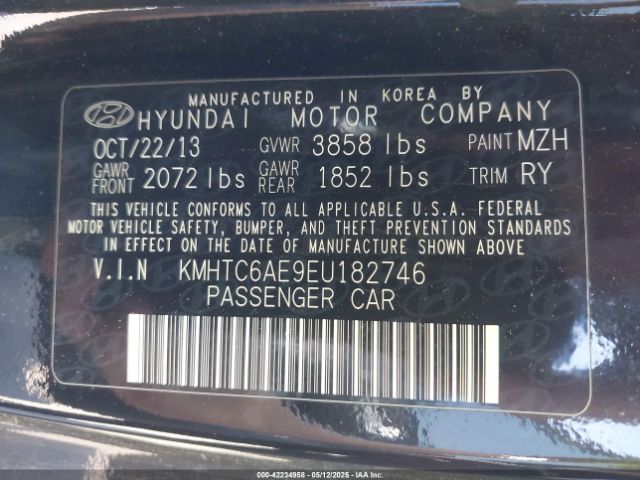 MANUFACTURED IN KOREA BY
HYUNDAI MOTOR COMPANY
OCT/22/13 GVWR 3858 lbs PAINT MZH
GAWR FRONT 2072 lbs GAWR REAR 1852 lbs TRIM RY
THIS VEHICLE CONFORMS TO ALL APPLICABLE U.S.A. FEDERAL
MOTOR VEHICLE SAFETY, BUMPER, AND THEFT PREVENTION STANDARDS
IN EFFECT ON THE DATE OF MANUFACTURE SHOWN ABOVE
V.I.N KMHTC6AE9EU182746
PASSENGER CAR
000-42234958 - 05/12/2025 - IAAI.COM